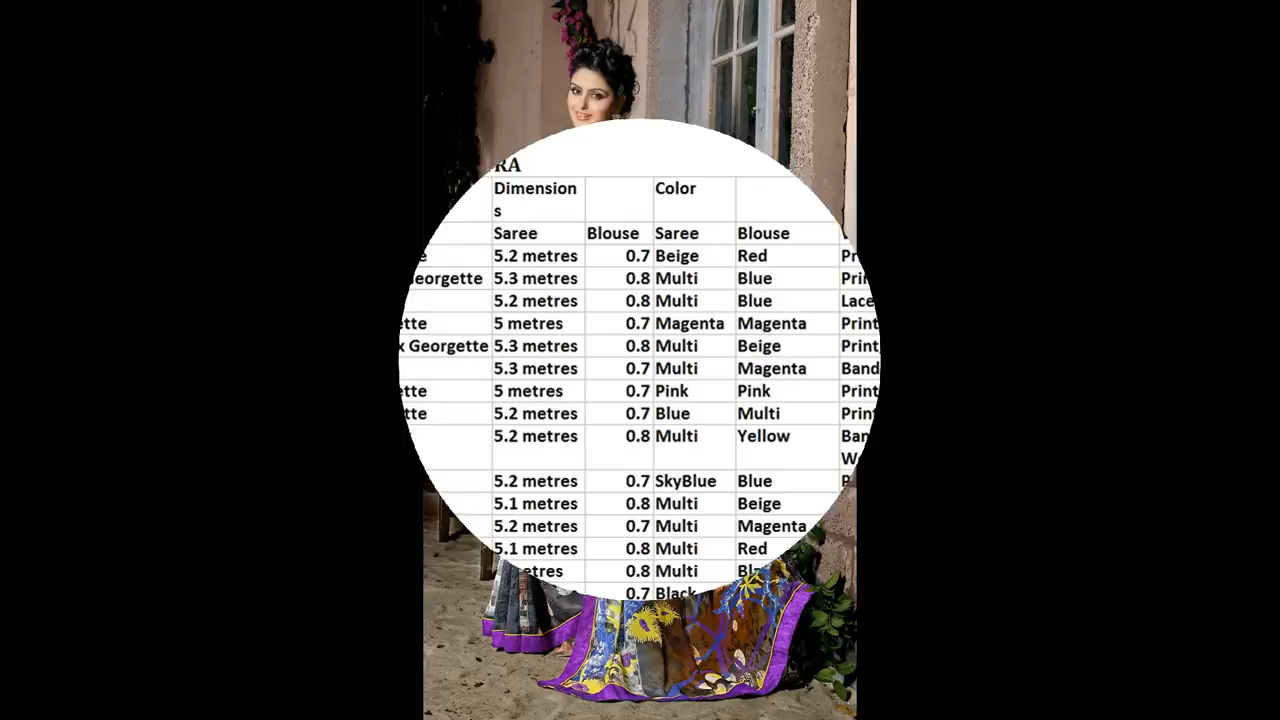 RA
Dimension Color
s
Saree Blouse Saree Blouse
5.2 metres 0.7 Beige Red
5.3 metres 0.8 Multi Blue
5.2 metres 0.8 Multi Blue Lace
5 metres 0.7 Magenta Magenta Print
Georgette 5.3 metres 0.8 Multi Beige Print
5.3 metres 0.7 Multi Magenta Band
5 metres 0.7 Pink Pink Print
5.2 metres 0.7 Blue Multi
5.2 metres 0.8 Multi Yellow
5.2 metres 0.7 SkyBlue Blue
5.1 metres 0.8 Multi Beige
5.2 metres 0.7 Multi Magenta
5.1 metres 0.8 Multi Red
0.8 Multi
0.7 Black